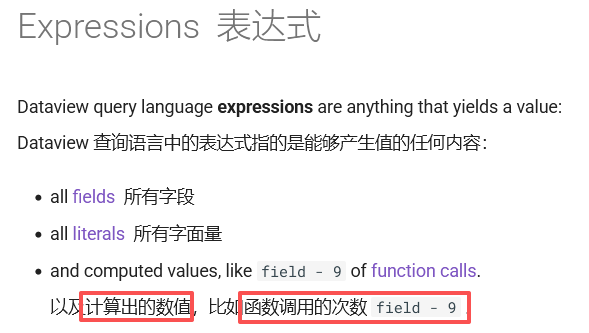 Expressions 表达式
Dataview query language expressions are anything that yields a value:
Dataview 查询语言中的表达式指的是能够产生值的任何内容：
• all fields 所有字段
• all literals 所有字面量
• and computed values, like field - 9 of function calls.
以及计算出的数值，比如函数调用的次数 field - 9 。